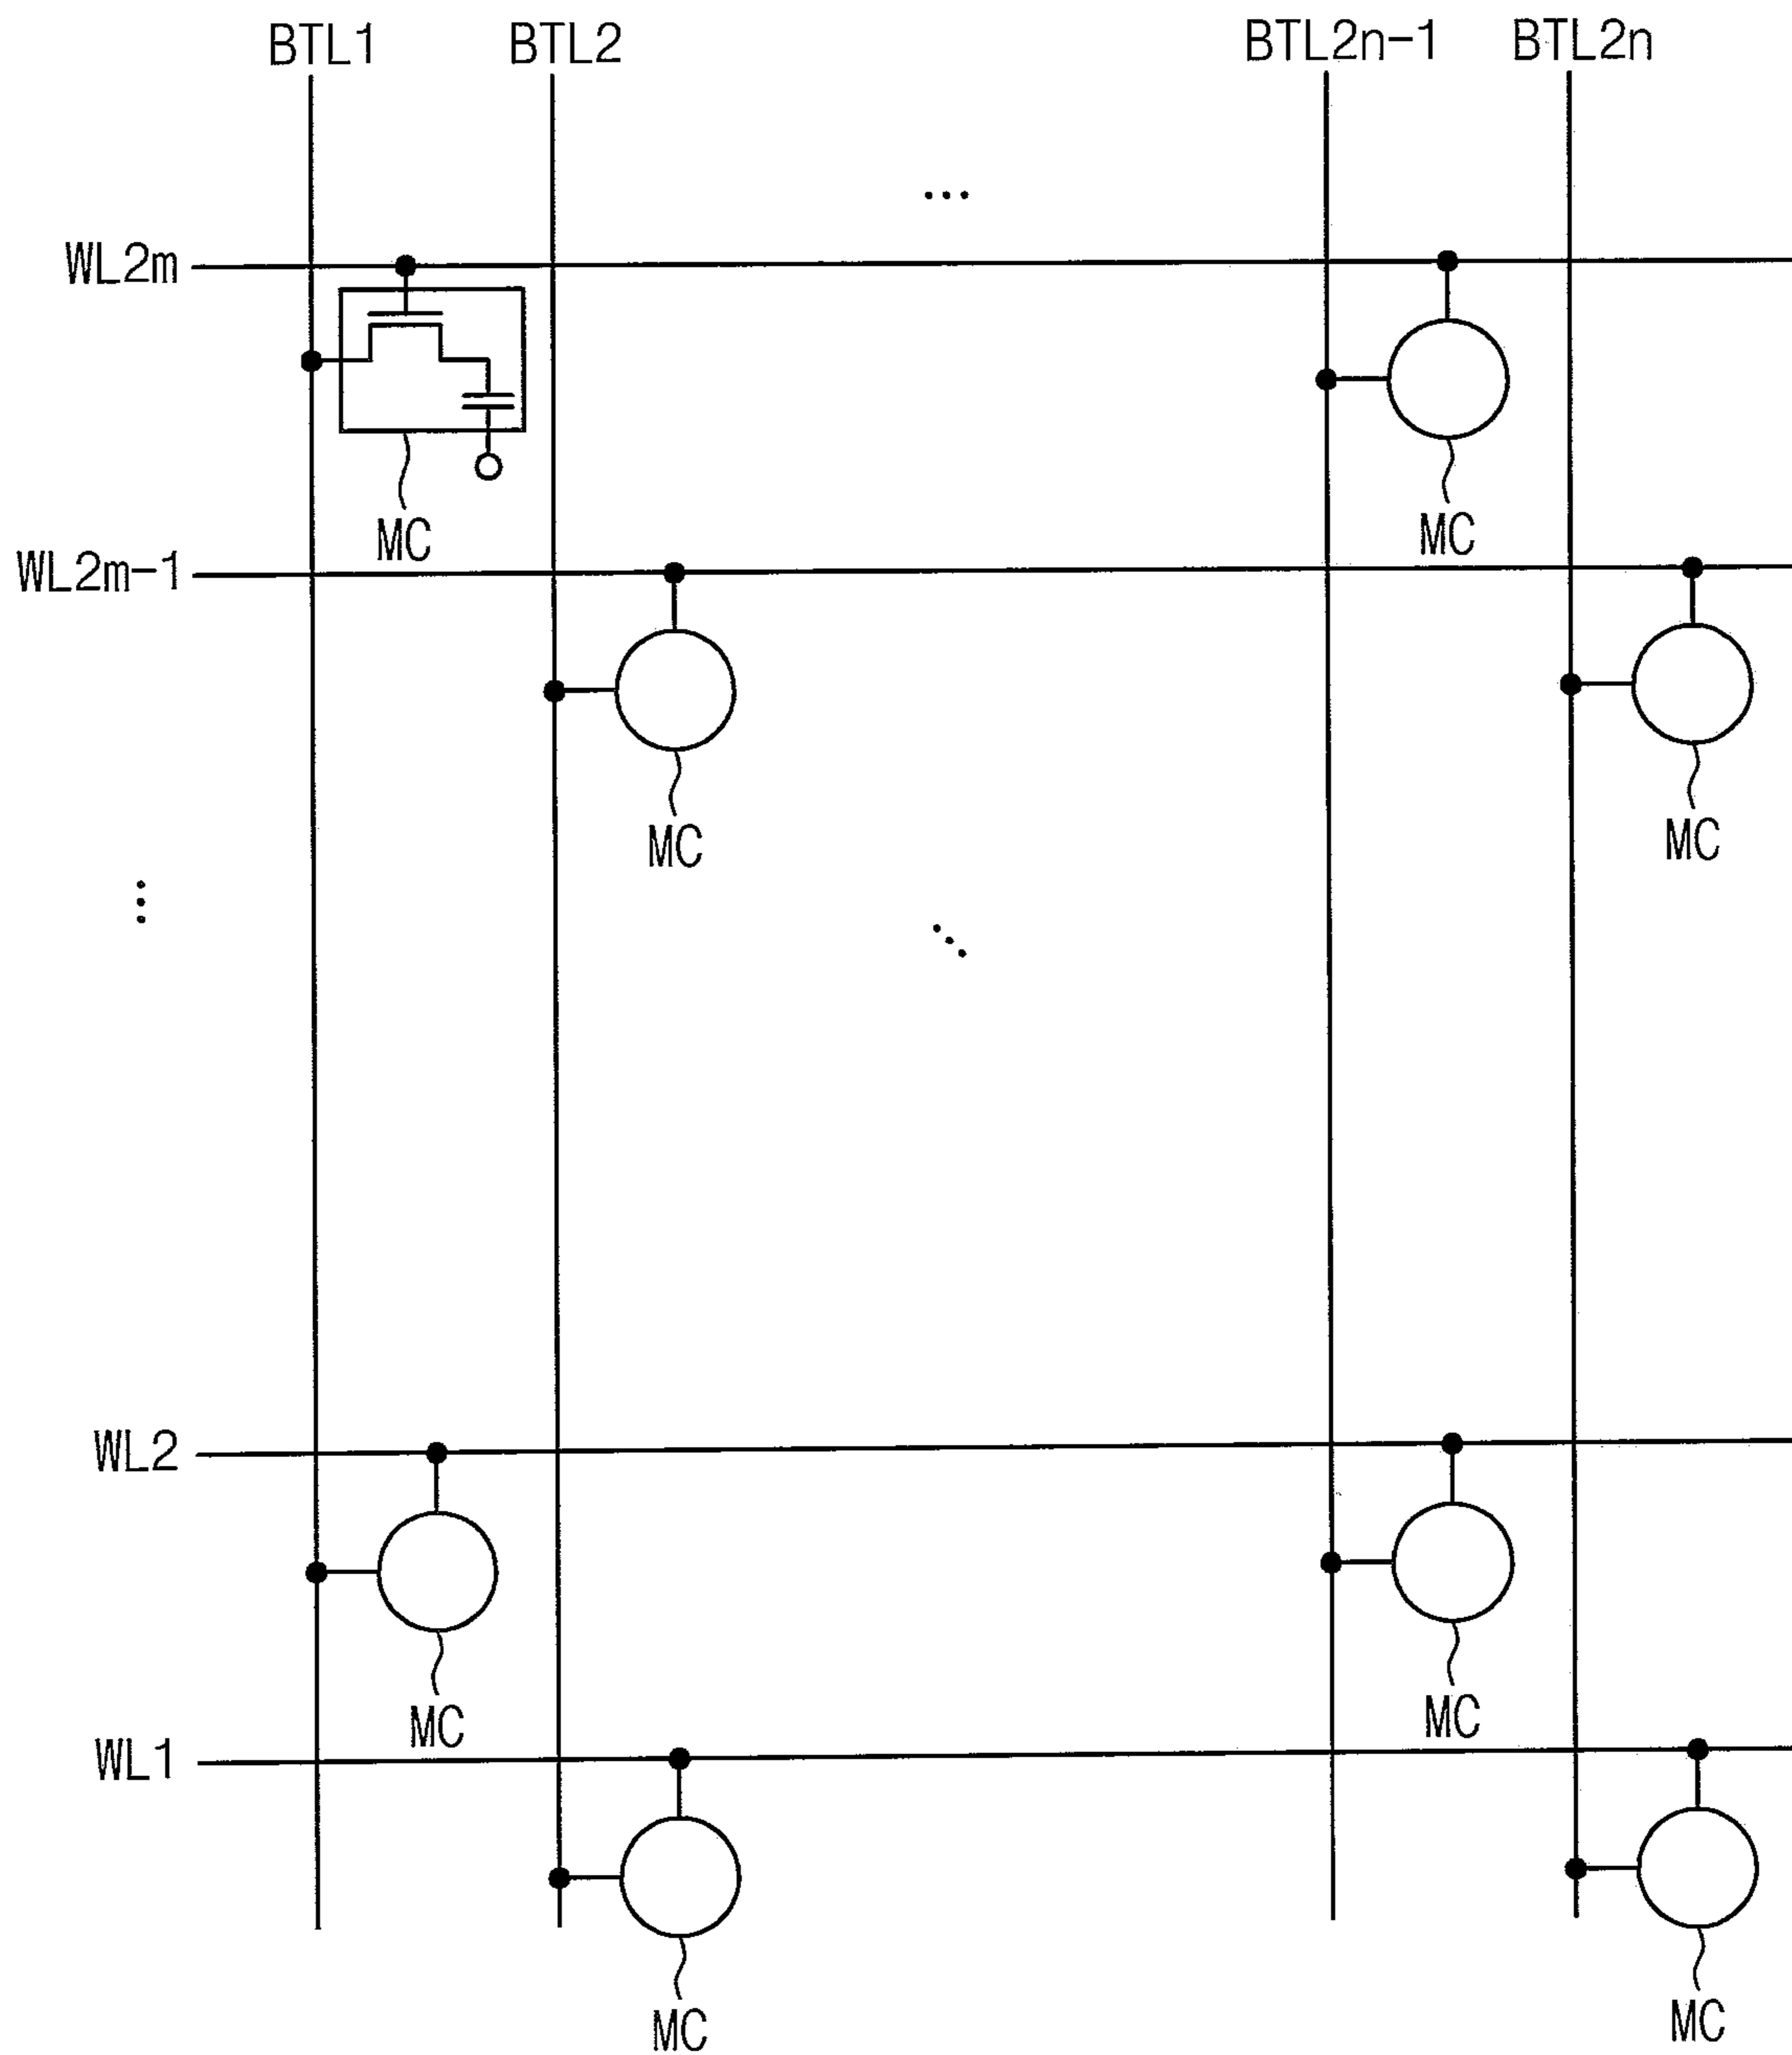 BTL1 BTL2 BTL2n-1 BTL2n
...
WL2m
MC MC
WL2m-1
MC MC
WL2
MC MC
WL1
MC MC